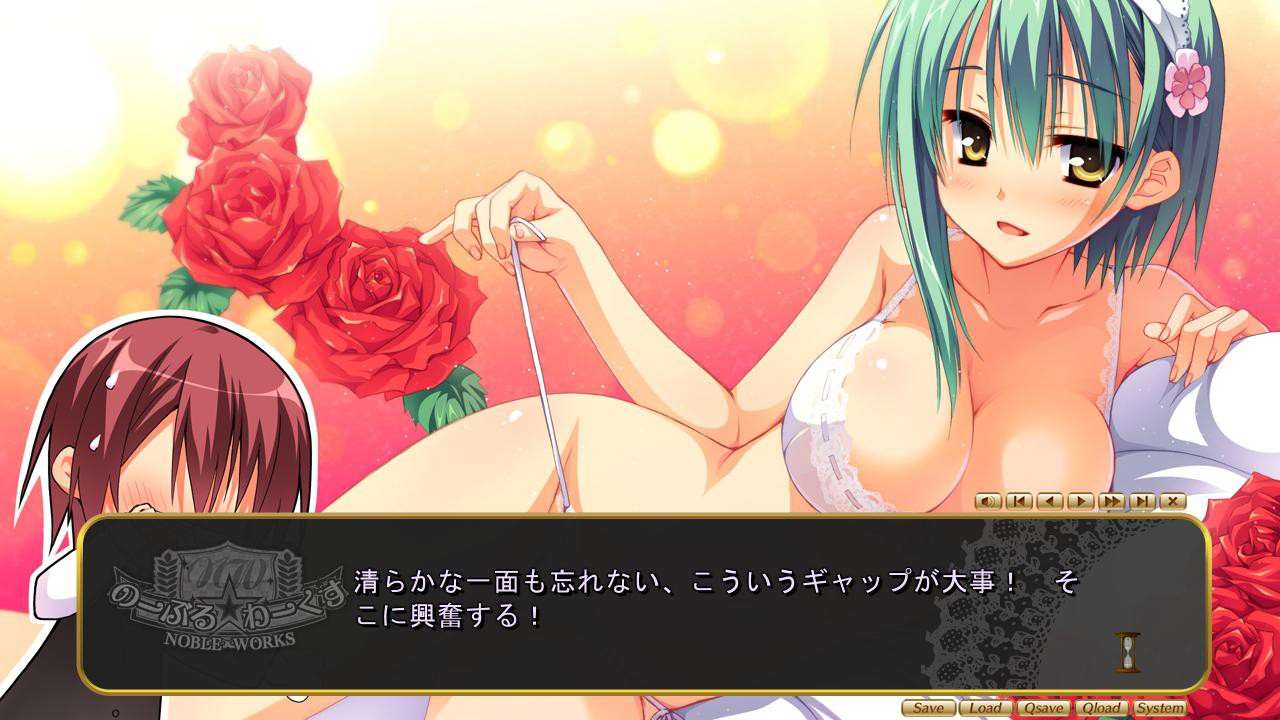 清らかな一面も忘れない、こういうギャップが大事！　そ
こに興奮する！
NW
のーぶる★わーくす
NOBLE★WORKS
Save Load Qsave Qload System